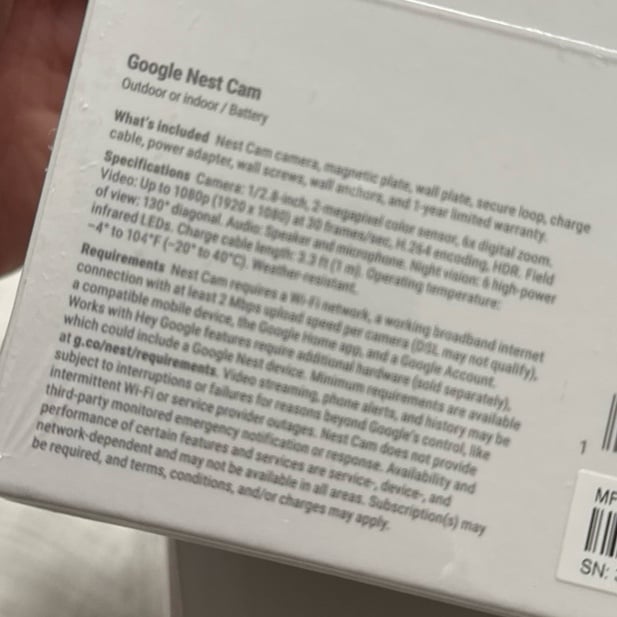 Google Nest Cam
Outdoor or indoor / Battery
What's included Nest Cam camera, magnetic plate, wall plate, secure loop, charge
cable, power adapter, wall screws, wall anchors, and 1-year limited warranty.
Specifications Camera: 1/2.8-inch, 2-megapixel color sensor, 6x digital zoom,
Video: Up to 1080p (1920 x 1080) at 30 frames/sec, H.264 encoding, HDR. Field
of view: 130° diagonal. Audio: Speaker and microphone. Night vision: 6 high-power
infrared LEDs. Charge cable length: 3.3 ft (1 m). Operating temperature:
-4° to 104°F (-20° to 40°C). Weather-resistant.
Requirements Nest Cam requires a Wi-Fi network, a working broadband internet
connection with at least 2 Mbps upload speed per camera (DSL may not qualify),
a compatible mobile device, the Google Home app, and a Google Account.
Works with Hey Google features require additional hardware (sold separately),
which could include a Google Nest device. Minimum requirements are available
at g.co/nest/requirements. Video streaming, phone alerts, and history may be
subject to interruptions or failures for reasons beyond Google's control, like
intermittent Wi-Fi or service provider outages. Nest Cam does not provide
third-party monitored emergency notification or response. Availability and
performance of certain features and services are service-, device-, and
network-dependent and may not be available in all areas. Subscription(s) may
be required, and terms, conditions, and/or charges may apply.
1
MF
SN: